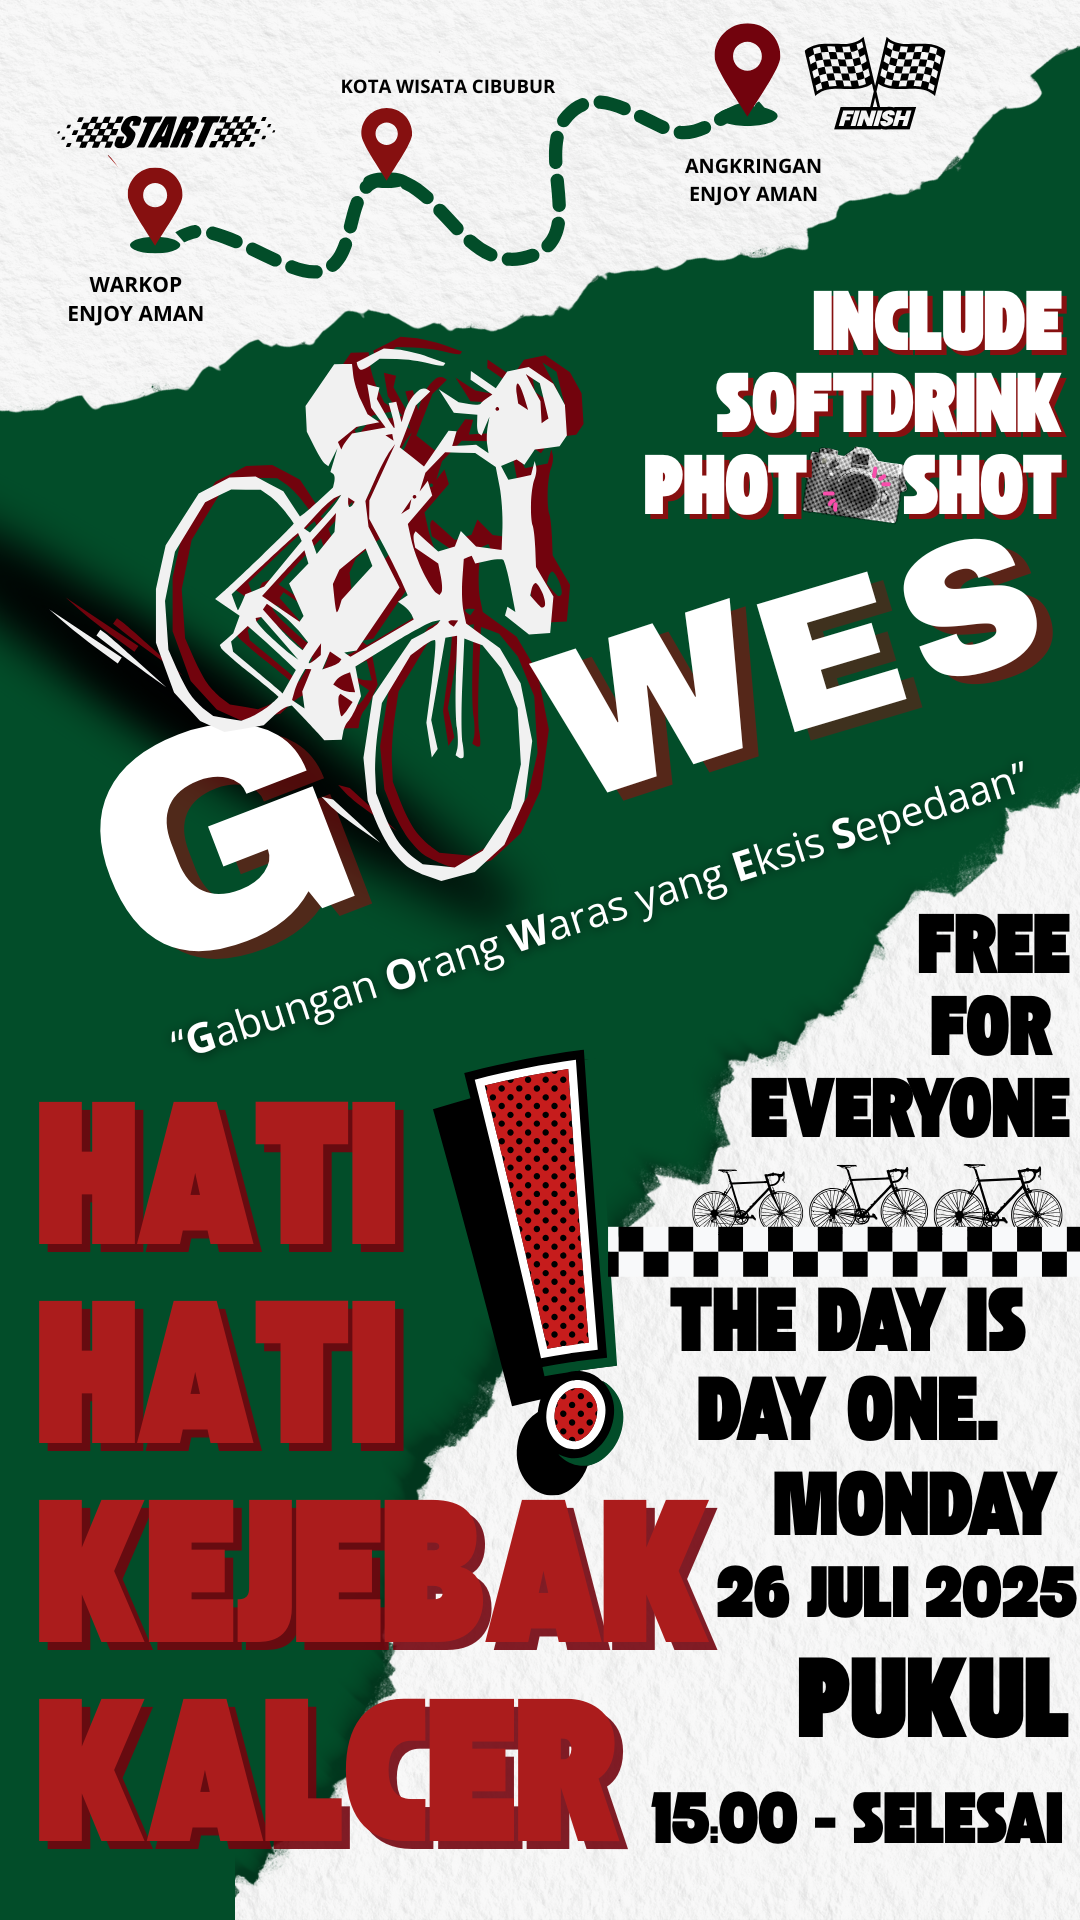 START
KOTA WISATA CIBUBUR
FINISH
WARKOP
ENJOY AMAN
ANGKRINGAN
ENJOY AMAN
INCLUDE
SOFTDRINK
PHOT SHOT
G WES
“Gabungan Orang Waras yang Eksis Sepedaan”
FREE
FOR
EVERYONE
HATI
HATI
KEJEBAK
KALCER
!
THE DAY IS
DAY ONE.
MONDAY
26 JULI 2025
PUKUL
15:00 - SELESAI